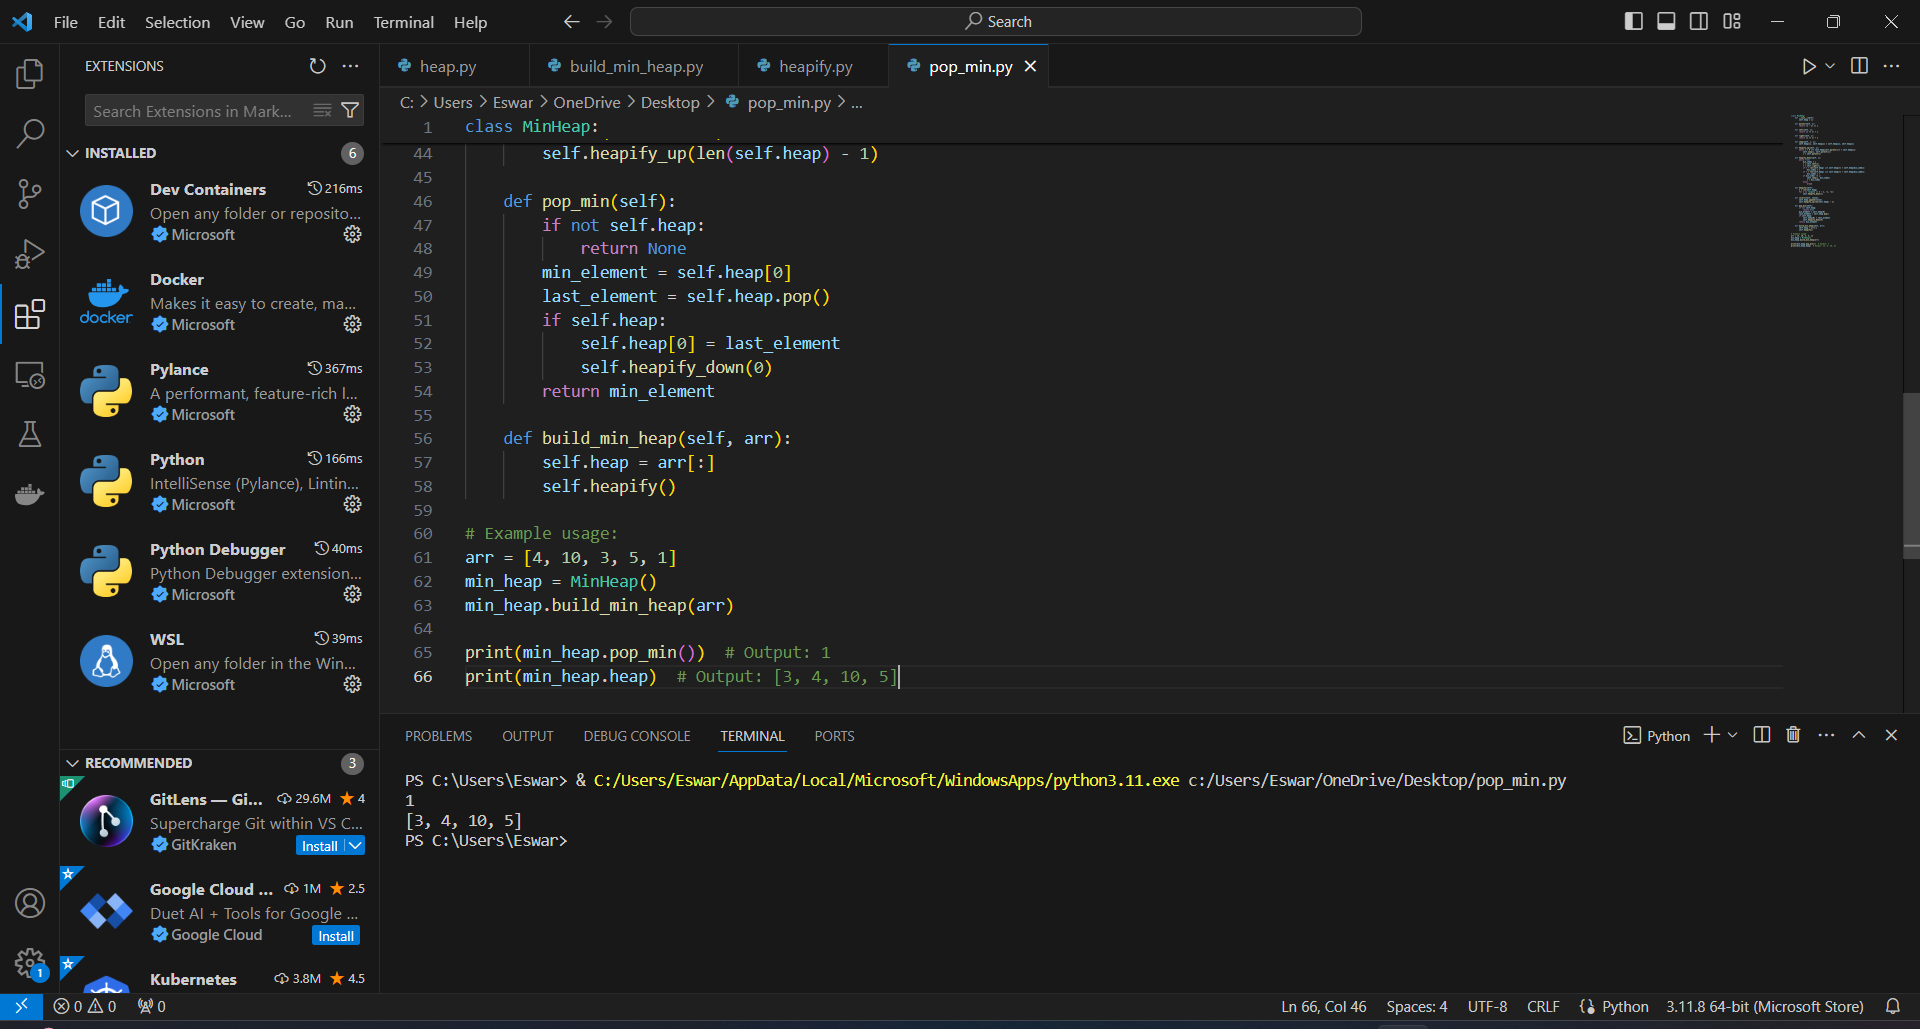 File Edit Selection View Go Run Terminal Help
Search
EXTENSIONS
Search Extensions in Mark...
INSTALLED 6
Dev Containers 216ms
Open any folder or reposito...
Microsoft
Docker
Makes it easy to create, ma...
docker
Microsoft
Pylance 367ms
A performant, feature-rich l...
Microsoft
Python 166ms
IntelliSense (Pylance), Lintin...
Microsoft
Python Debugger 40ms
Python Debugger extension...
Microsoft
WSL 39ms
Open any folder in the Win...
Microsoft
RECOMMENDED 3
GitLens — Gi... 29.6M 4
Supercharge Git within VS C...
GitKraken Install
Google Cloud ... 1M 2.5
Duet AI + Tools for Google ...
Google Cloud Install
Kubernetes 3.8M 4.5
1
heap.py build_min_heap.py heapify.py pop_min.py
C: > Users > Eswar > OneDrive > Desktop > pop_min.py > ...
1 class MinHeap:
44 self.heapify_up(len(self.heap) - 1)
45
46 def pop_min(self):
47 if not self.heap:
48 return None
49 min_element = self.heap[0]
50 last_element = self.heap.pop()
51 if self.heap:
52 self.heap[0] = last_element
53 self.heapify_down(0)
54 return min_element
55
56 def build_min_heap(self, arr):
57 self.heap = arr[:]
58 self.heapify()
59
60 # Example usage:
61 arr = [4, 10, 3, 5, 1]
62 min_heap = MinHeap()
63 min_heap.build_min_heap(arr)
64
65 print(min_heap.pop_min())  # Output: 1
66 print(min_heap.heap)  # Output: [3, 4, 10, 5]
PROBLEMS OUTPUT DEBUG CONSOLE TERMINAL PORTS Python
PS C:\Users\Eswar> & C:/Users/Eswar/AppData/Local/Microsoft/WindowsApps/python3.11.exe c:/Users/Eswar/OneDrive/Desktop/pop_min.py
1
[3, 4, 10, 5]
PS C:\Users\Eswar>
0 0 0 Ln 66, Col 46 Spaces: 4 UTF-8 CRLF Python 3.11.8 64-bit (Microsoft Store)